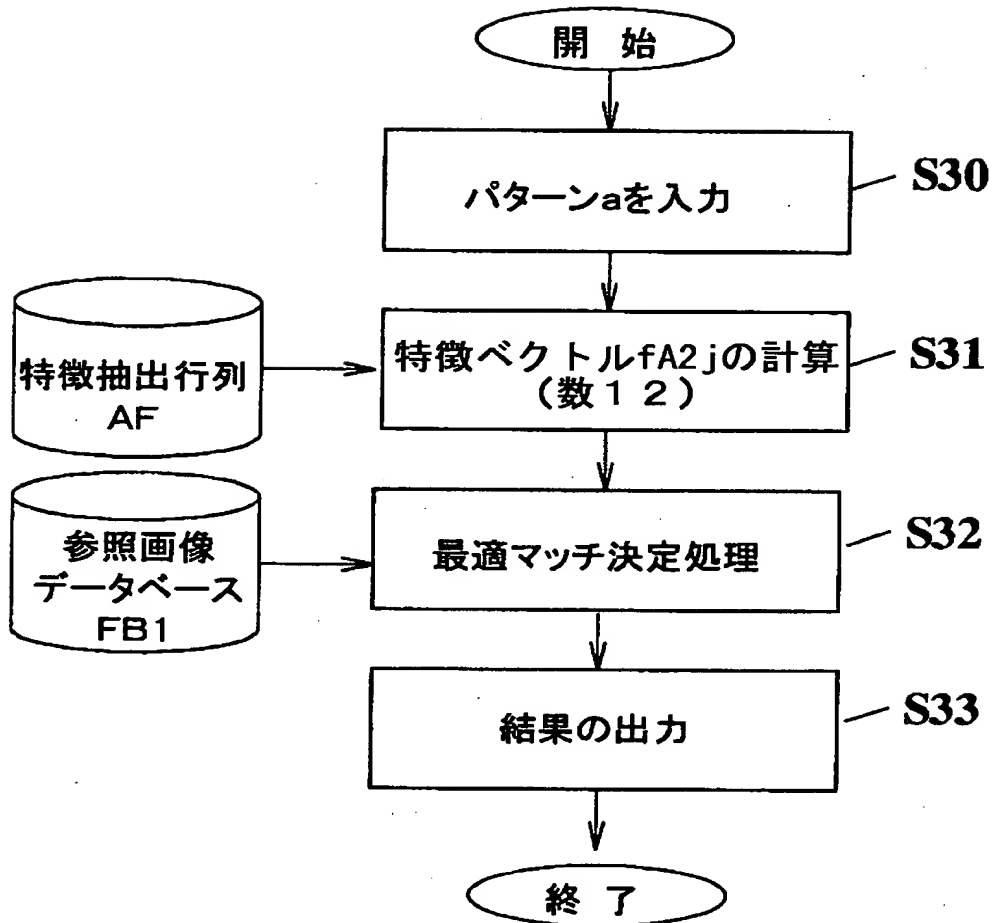 開 始
パターンaを入力
S30
特徴抽出行列
AF
特徴ベクトルfA2jの計算
(数12)
S31
参照画像
データベース
FB1
最適マッチ決定処理
S32
結果の出力
S33
終 了